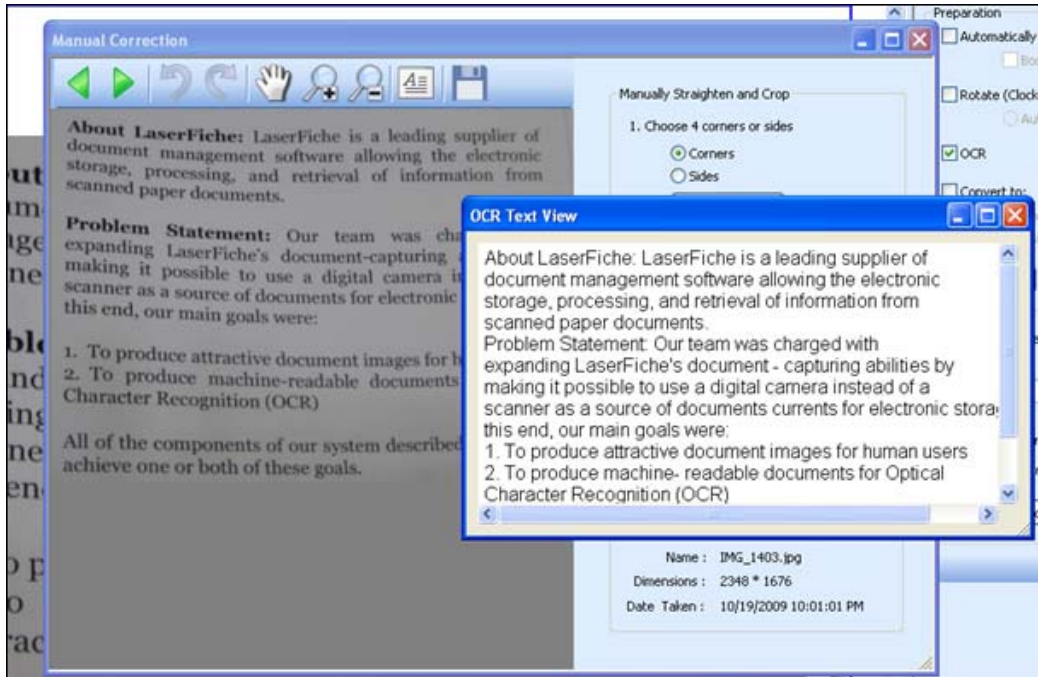 Preparation
Manual Correction
Automatically
Manually Straighten and Crop
Rotate (Clock
1. Choose 4 corners or sides
Corners
OCR
Sides
Convert to:
About LaserFiche: LaserFiche is a leading supplier of
document management software allowing the electronic
storage, processing, and retrieval of information from
scanned paper documents.
Problem Statement: Our team was cha
expanding LaserFiche's document-capturing
making it possible to use a digital camera in
scanner as a source of documents for electronic
this end, our main goals were:
1. To produce attractive document images for h
2. To produce machine-readable documents
Character Recognition (OCR)
All of the components of our system described
achieve one or both of these goals.
OCR Text View
About LaserFiche: LaserFiche is a leading supplier of
document management software allowing the electronic
storage, processing, and retrieval of information from
scanned paper documents.
Problem Statement: Our team was charged with
expanding LaserFiche's document - capturing abilities by
making it possible to use a digital camera instead of a
scanner as a source of documents currents for electronic stora
this end, our main goals were:
1. To produce attractive document images for human users
2. To produce machine- readable documents for Optical
Character Recognition (OCR)
Name : IMG_1403.jpg
Dimensions : 2348 * 1676
Date Taken : 10/19/2009 10:01:01 PM